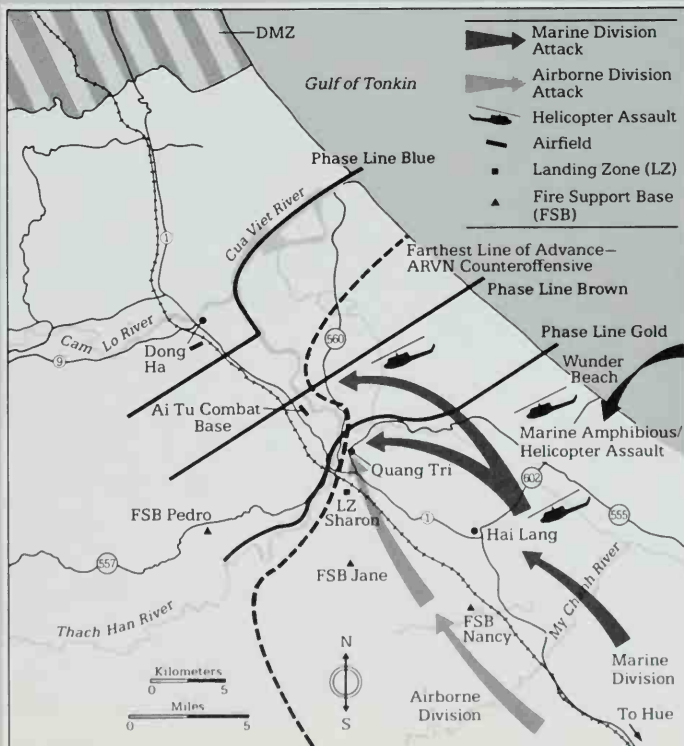 DMZ
Gulf of Tonkin
Marine Division
Attack
Airborne Division
Attack
Helicopter Assault
Airfield
Landing Zone (LZ)
Fire Support Base
(FSB)
Phase Line Blue
Cua Viet River
1
Farthest Line of Advance—
ARVN Counteroffensive
Phase Line Brown
Phase Line Gold
Cam Lo River
9
Dong
Ha
560
Wunder
Beach
Ai Tu Combat
Base
Marine Amphibious/
Helicopter Assault
Quang Tri
602
555
LZ
Sharon
FSB Pedro
1
Hai Lang
557
FSB Jane
My Chanh River
Thach Han River
FSB
Nancy
N
S
Kilometers
0 5
Miles
0 5
Airborne
Division
Marine
Division
To Hue